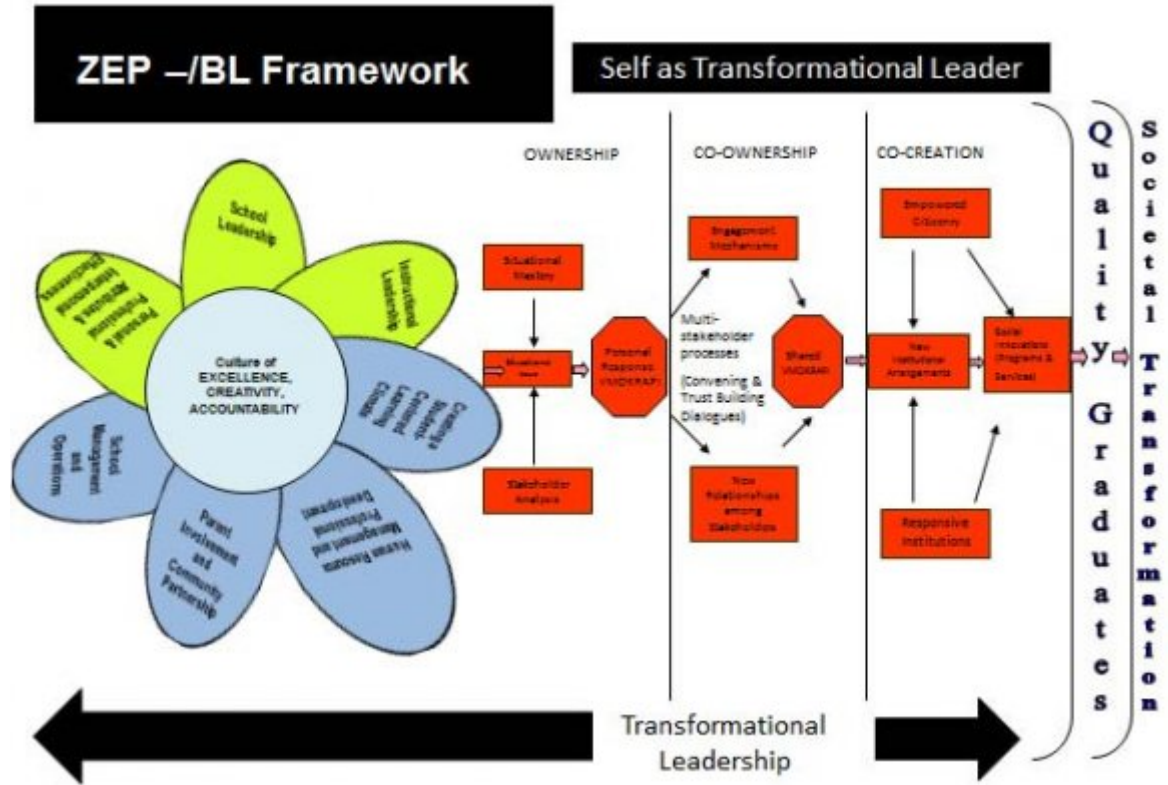 ZEP –/BL Framework
Self as Transformational Leader
OWNERSHIP
CO-OWNERSHIP
CO-CREATION
School
Leadership
Instructional
Leadership
Personal &
Professional
Attributes &
Interpersonal
Effectiveness
Culture of
EXCELLENCE,
CREATIVITY,
ACCOUNTABILITY
Creating a
Student-
Centered
Learning
Climate
Human Resource
Management and
Professional
Development
Parent
Involvement
and
Community
Partnership
School
Management
and
Operations
Situational
Mastery
Stakeholder
Analysis
Personal
Response
Engagement
Mechanisms
Multi-
stakeholder
processes
(Convening &
Trust Building
Dialogues)
New
Relationships
among
Stakeholders
Shared
Empowered
Citizenry
New
Institutional
Arrangements
Social
Innovations
(Programs &
Services)
Responsive
Institutions
Quality Graduates
Societal Transformation
Transformational
Leadership